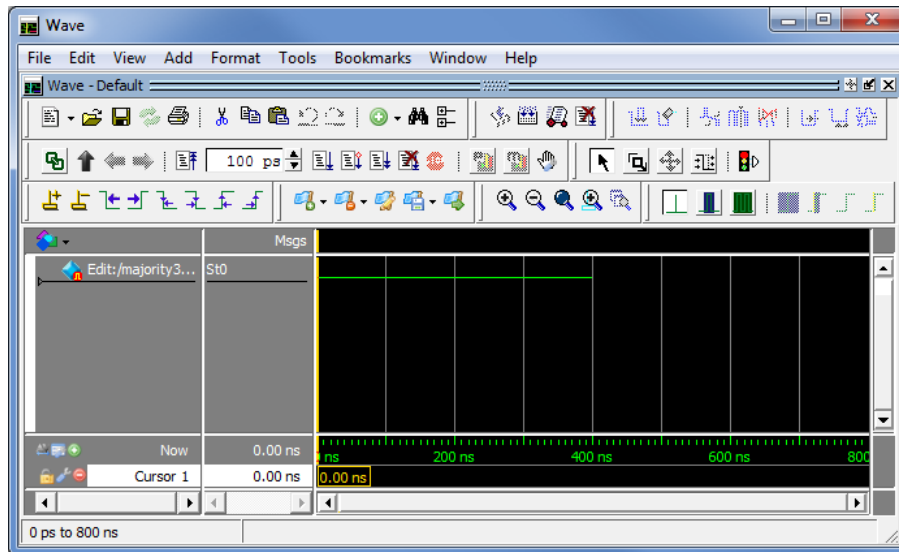 Wave
File Edit View Add Format Tools Bookmarks Window Help
Wave - Default
100 ps
Msgs
Edit:/majority3... St0
Now 0.00 ns
ns 200 ns 400 ns 600 ns 800
Cursor 1 0.00 ns 0.00 ns
0 ps to 800 ns